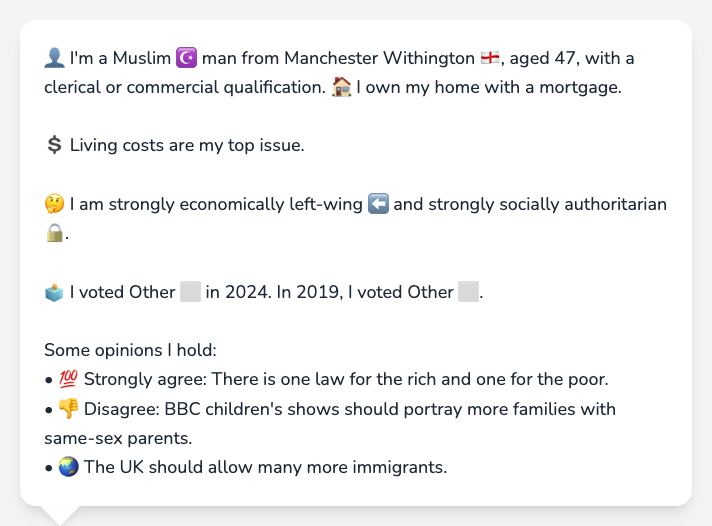 👤 I'm a Muslim ☪️ man from Manchester Withington 🏴󠁧󠁢󠁥󠁮󠁧󠁿, aged 47, with a
clerical or commercial qualification. 🏠 I own my home with a mortgage.
💲 Living costs are my top issue.
🤔 I am strongly economically left-wing ⬅️ and strongly socially authoritarian
🔒.
🗳️ I voted Other ⬜ in 2024. In 2019, I voted Other ⬜.
Some opinions I hold:
• 💯 Strongly agree: There is one law for the rich and one for the poor.
• 👎 Disagree: BBC children's shows should portray more families with
same-sex parents.
• 🌏 The UK should allow many more immigrants.